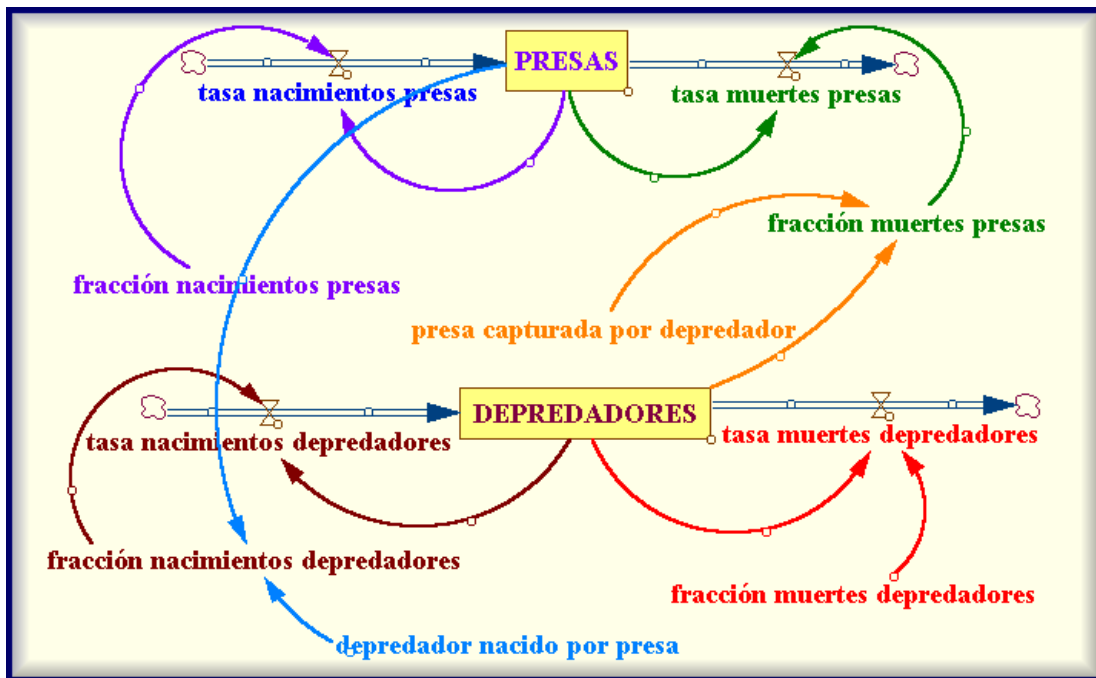 PRESAS
tasa nacimientos presas
tasa muertes presas
fracción muertes presas
fracción nacimientos presas
presa capturada por depredador
DEPREDADORES
tasa nacimientos depredadores
tasa muertes depredadores
fracción nacimientos depredadores
fracción muertes depredadores
depredador nacido por presa